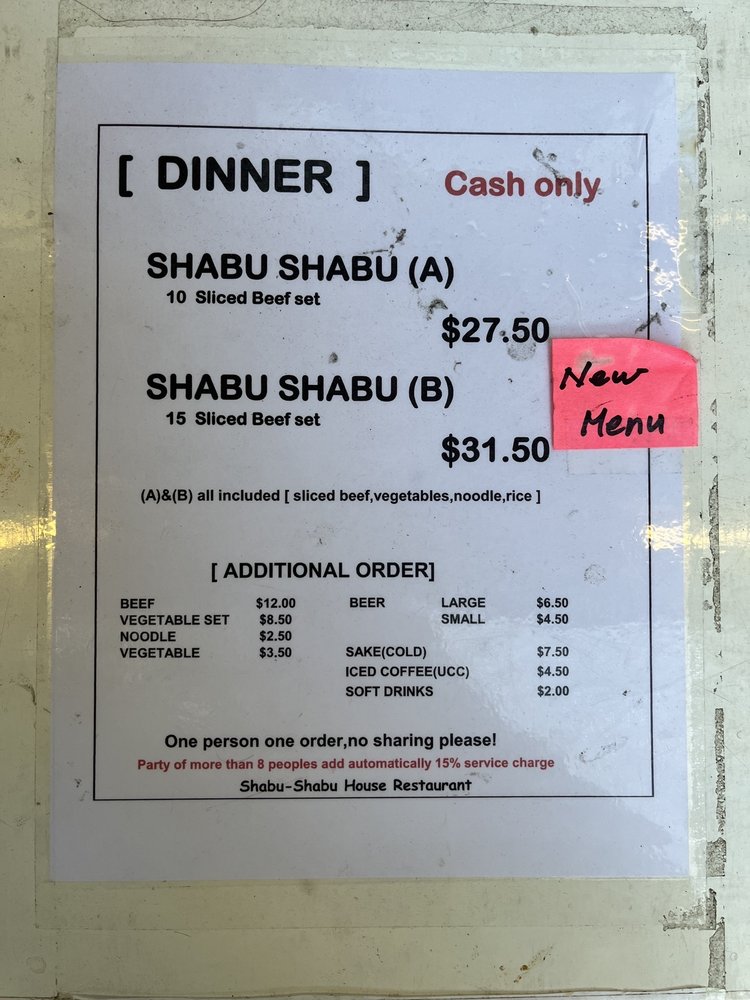 [ DINNER ] Cash only
SHABU SHABU (A)
10 Sliced Beef set
$27.50
SHABU SHABU (B)
15 Sliced Beef set
$31.50
New
Menu
(A)&(B) all included [ sliced beef,vegetables,noodle,rice ]
[ ADDITIONAL ORDER]
BEEF $12.00 BEER LARGE $6.50
VEGETABLE SET $8.50 SMALL $4.50
NOODLE $2.50
VEGETABLE $3.50 SAKE(COLD) $7.50
ICED COFFEE(UCC) $4.50
SOFT DRINKS $2.00
One person one order,no sharing please!
Party of more than 8 peoples add automatically 15% service charge
Shabu-Shabu House Restaurant